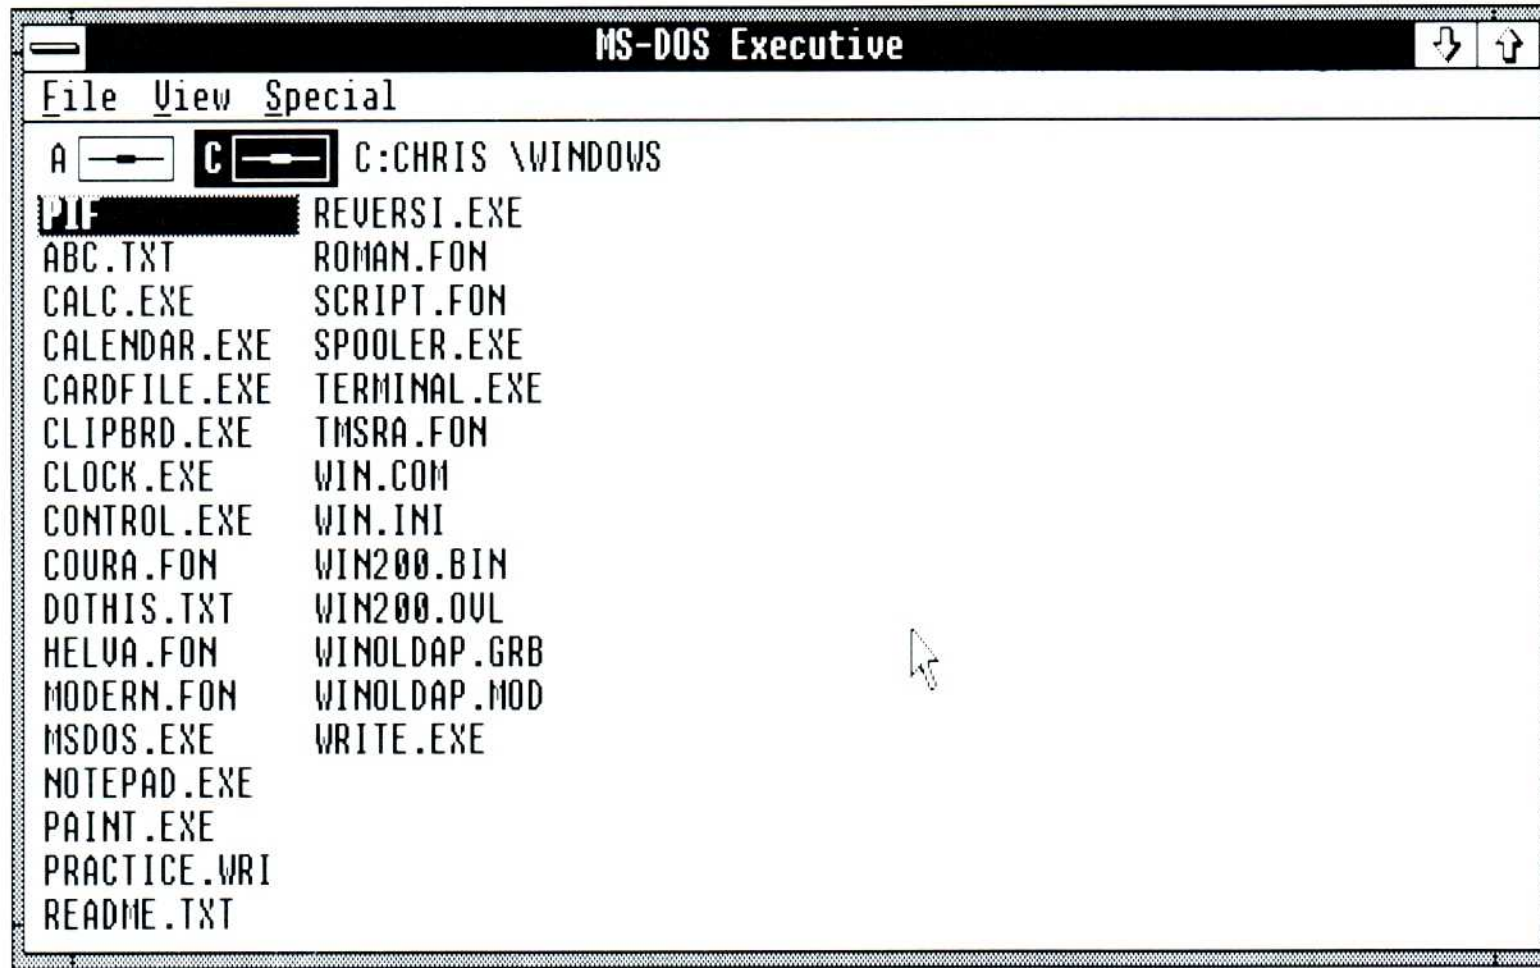 MS-DOS Executive
File View Special
A C C:CHRIS \WINDOWS
PIF
ABC.TXT
CALC.EXE
CALENDAR.EXE
CARDFILE.EXE
CLIPBRD.EXE
CLOCK.EXE
CONTROL.EXE
COURA.FON
DOTHIS.TXT
HELVA.FON
MODERN.FON
MSDOS.EXE
NOTEPAD.EXE
PAINT.EXE
PRACTICE.WRI
README.TXT
REVERSI.EXE
ROMAN.FON
SCRIPT.FON
SPOOLER.EXE
TERMINAL.EXE
TMSRA.FON
WIN.COM
WIN.INI
WIN200.BIN
WIN200.OVL
WINOLDAP.GRB
WINOLDAP.MOD
WRITE.EXE